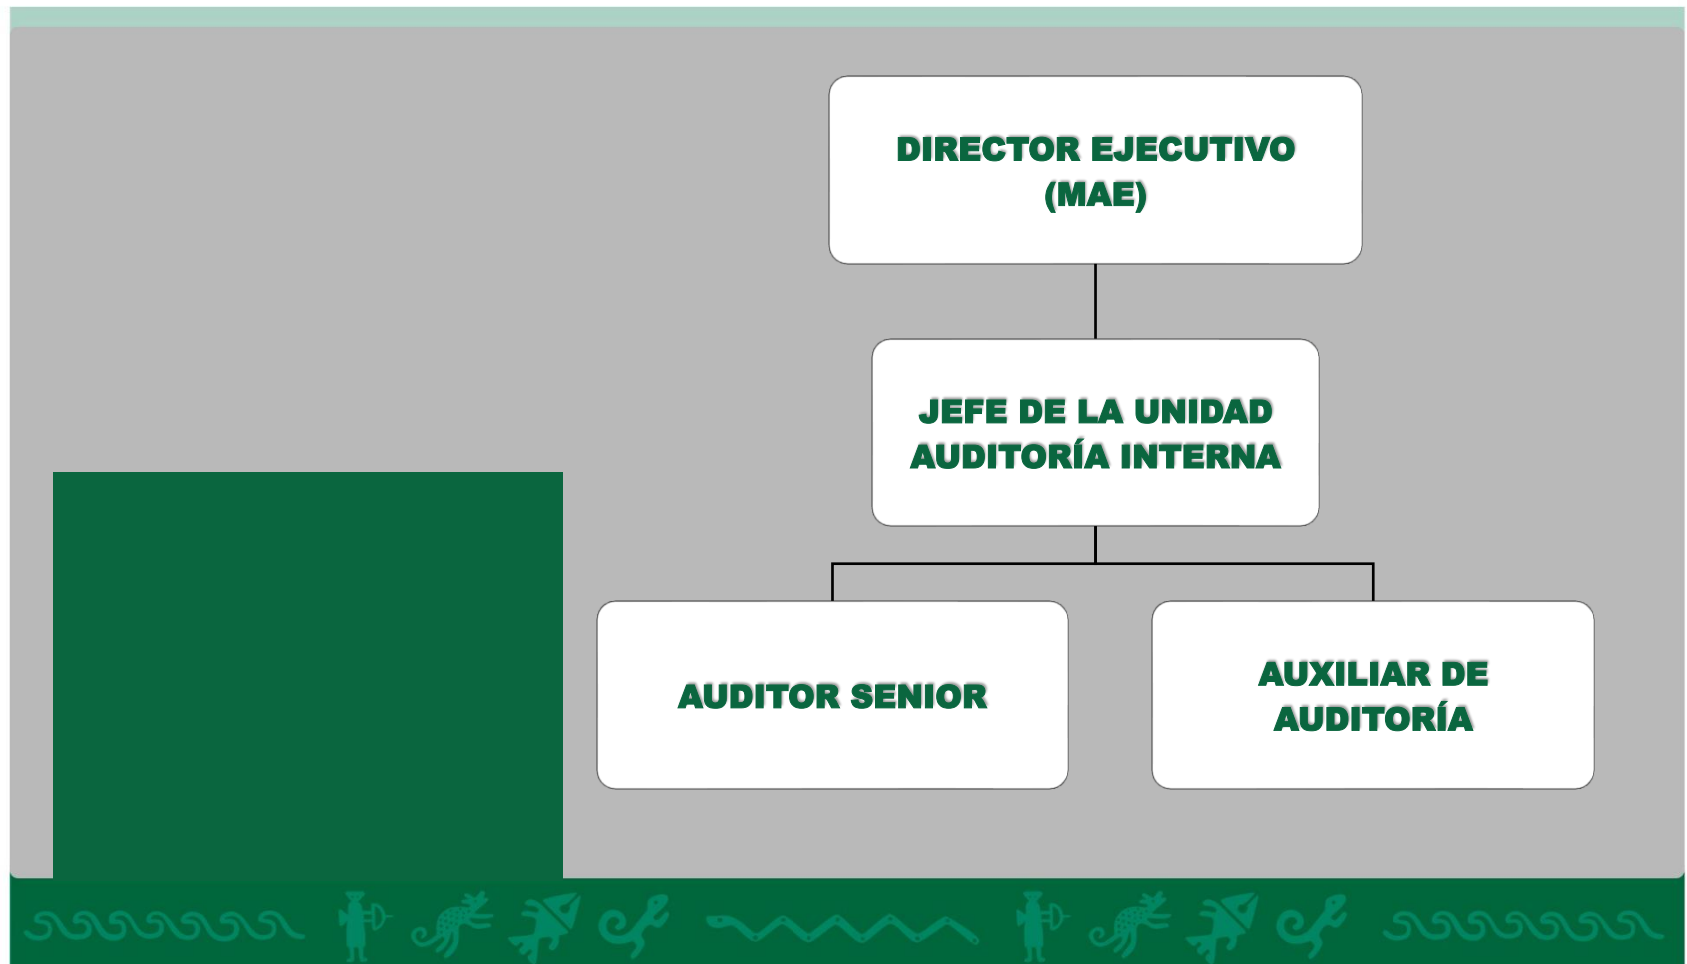 DIRECTOR EJECUTIVO
(MAE)
JEFE DE LA UNIDAD
AUDITORÍA INTERNA
AUDITOR SENIOR
AUXILIAR DE
AUDITORÍA